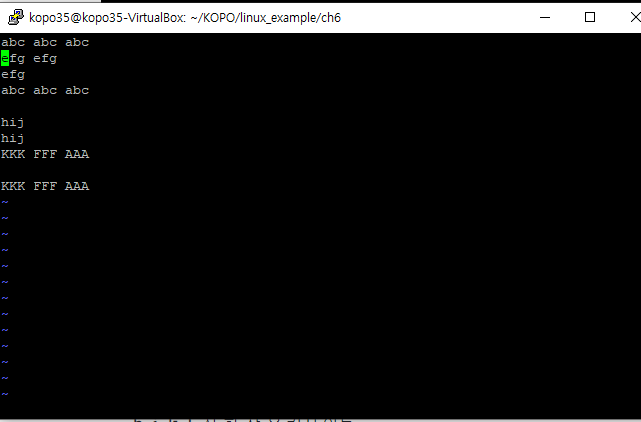 kopo35@kopo35-VirtualBox: ~/KOPO/linux_example/ch6
abc abc abc
efg efg
efg
abc abc abc
hij
hij
KKK FFF AAA
KKK FFF AAA
~
~
~
~
~
~
~
~
~
~
~
~
~